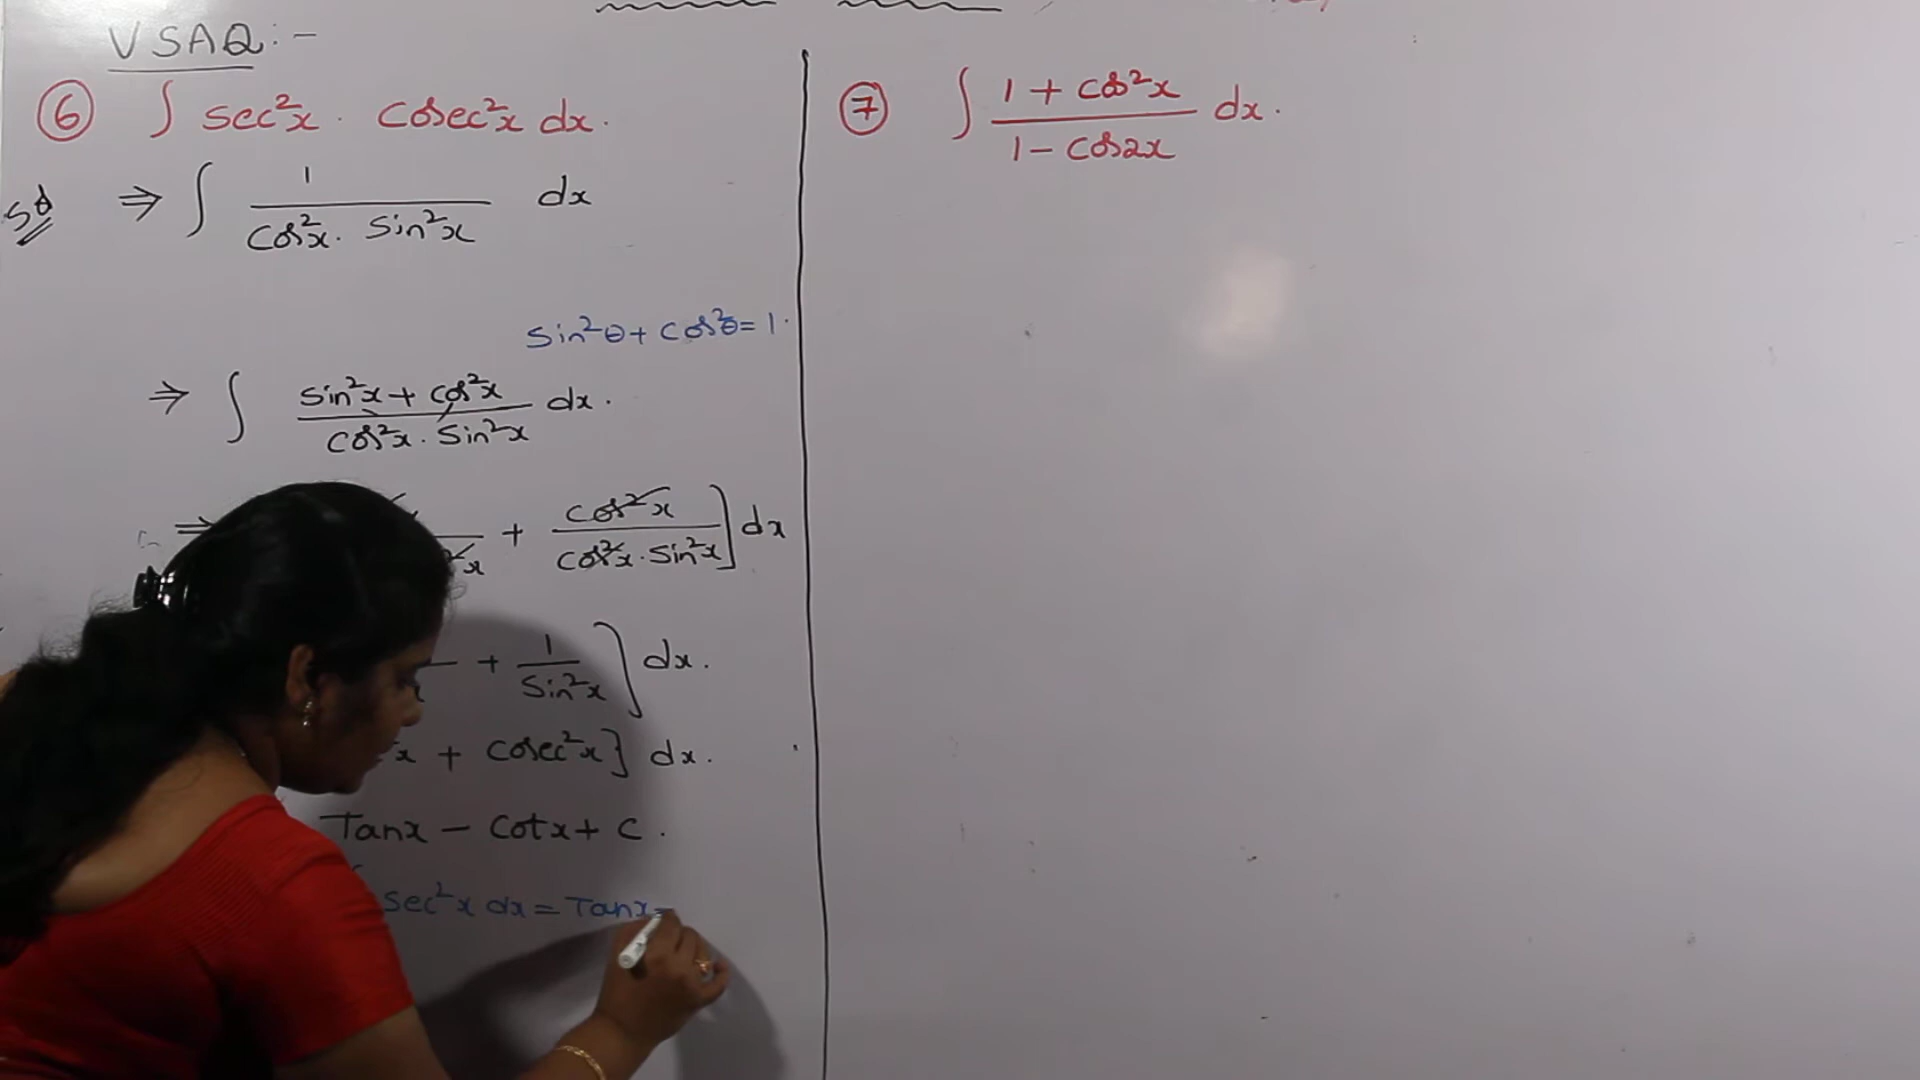 VSAQ:-
⑥ ∫ sec²x . cosec²x dx.
Sol ⇒ ∫ 1 / cos²x . sin²x dx
sin²θ + cos²θ = 1.
⇒ ∫ sin²x + cos²x / cos²x . sin²x dx.
⇒ + cos²x / cos²x . sin²x ] dx
+ 1 / sin²x ] dx.
x + cosec²x } dx.
Tanx - cotx + c.
sec²x dx = Tanx
⑦ ∫ 1 + cos²x / 1 - cos2x dx.